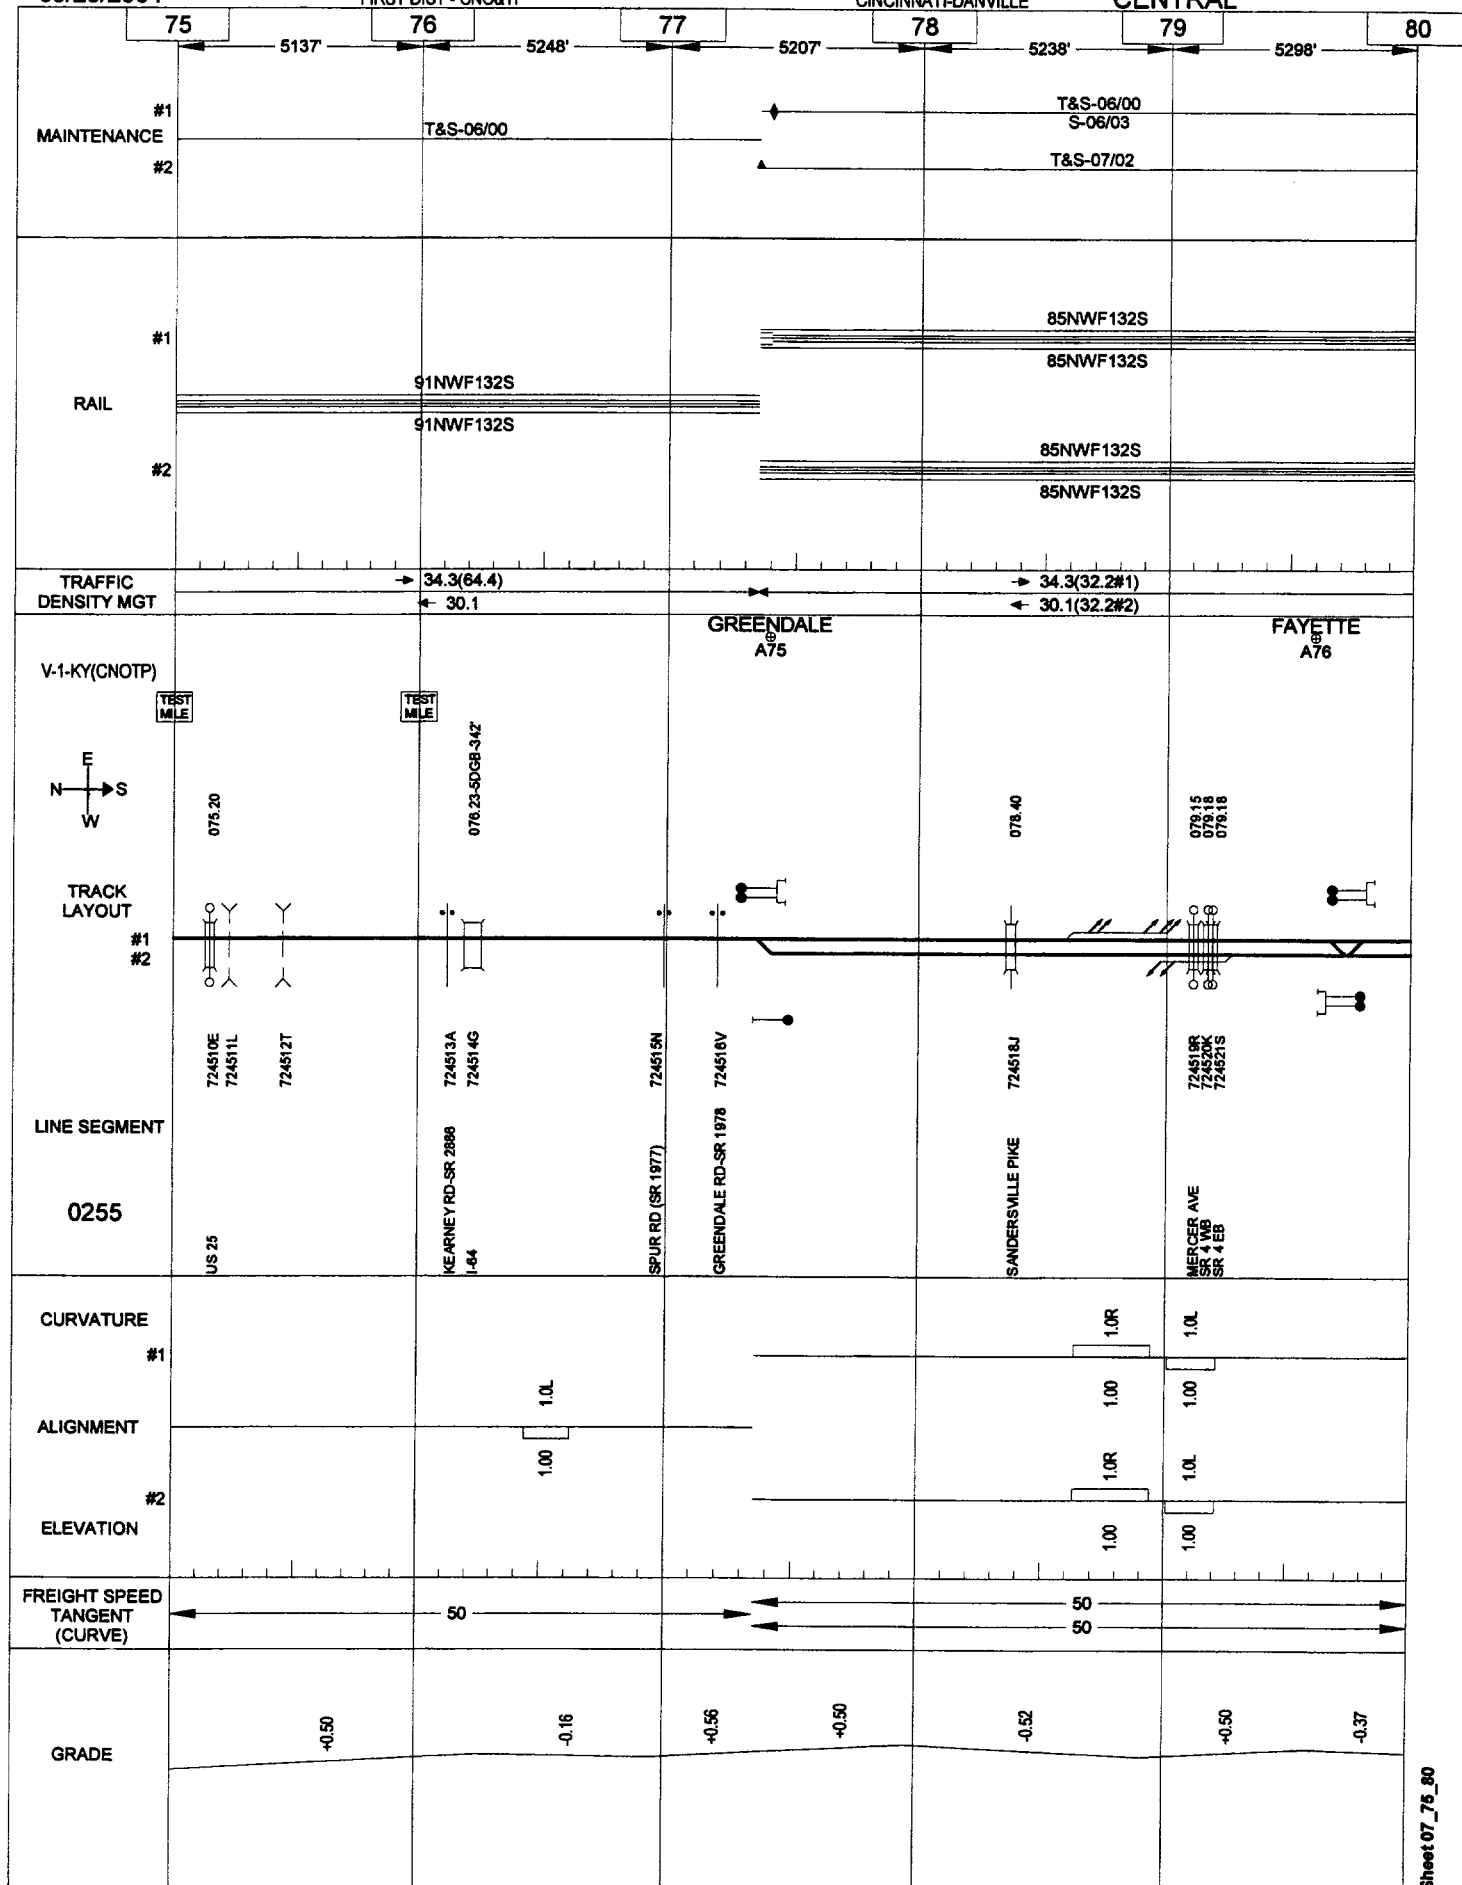 CENTRAL
CINCINNATI-DANVILLE
75 76 77 78 79 80
5137' 5248' 5207' 5238' 5298'
#1
MAINTENANCE
#2
T&S-06/00
T&S-06/00
S-06/03
T&S-07/02
#1
RAIL
#2
85NWF132S
85NWF132S
91NWF132S
91NWF132S
85NWF132S
85NWF132S
TRAFFIC
DENSITY MGT
34.3(64.4)
30.1
34.3(32.2#1)
30.1(32.2#2)
GREENDALE
A75
FAYETTE
A76
V-1-KY(CNOTP)
TEST
MILE
TEST
MILE
E
N S
W
075.20
076.23-5DGB-342'
078.40
079.15
079.18
079.18
TRACK
LAYOUT
#1
#2
724510E
724511L
724512T
724513A
724514G
724515N
724516V
724518J
724519R
724520K
724521S
LINE SEGMENT
0255
US 25
KEARNEY RD-SR 2886
I-64
SPUR RD (SR 1977)
GREENDALE RD-SR 1978
SANDERSVILLE PIKE
MERCER AVE
SR 4 WB
SR 4 EB
CURVATURE
#1
1.0R 1.0L
1.00 1.00
ALIGNMENT
1.0L
1.00
#2
1.0R 1.0L
1.00 1.00
ELEVATION
FREIGHT SPEED
TANGENT
(CURVE)
50
50
50
GRADE
+0.50 -0.16 +0.56 +0.50 -0.52 +0.50 -0.37
Sheet 07_75_80